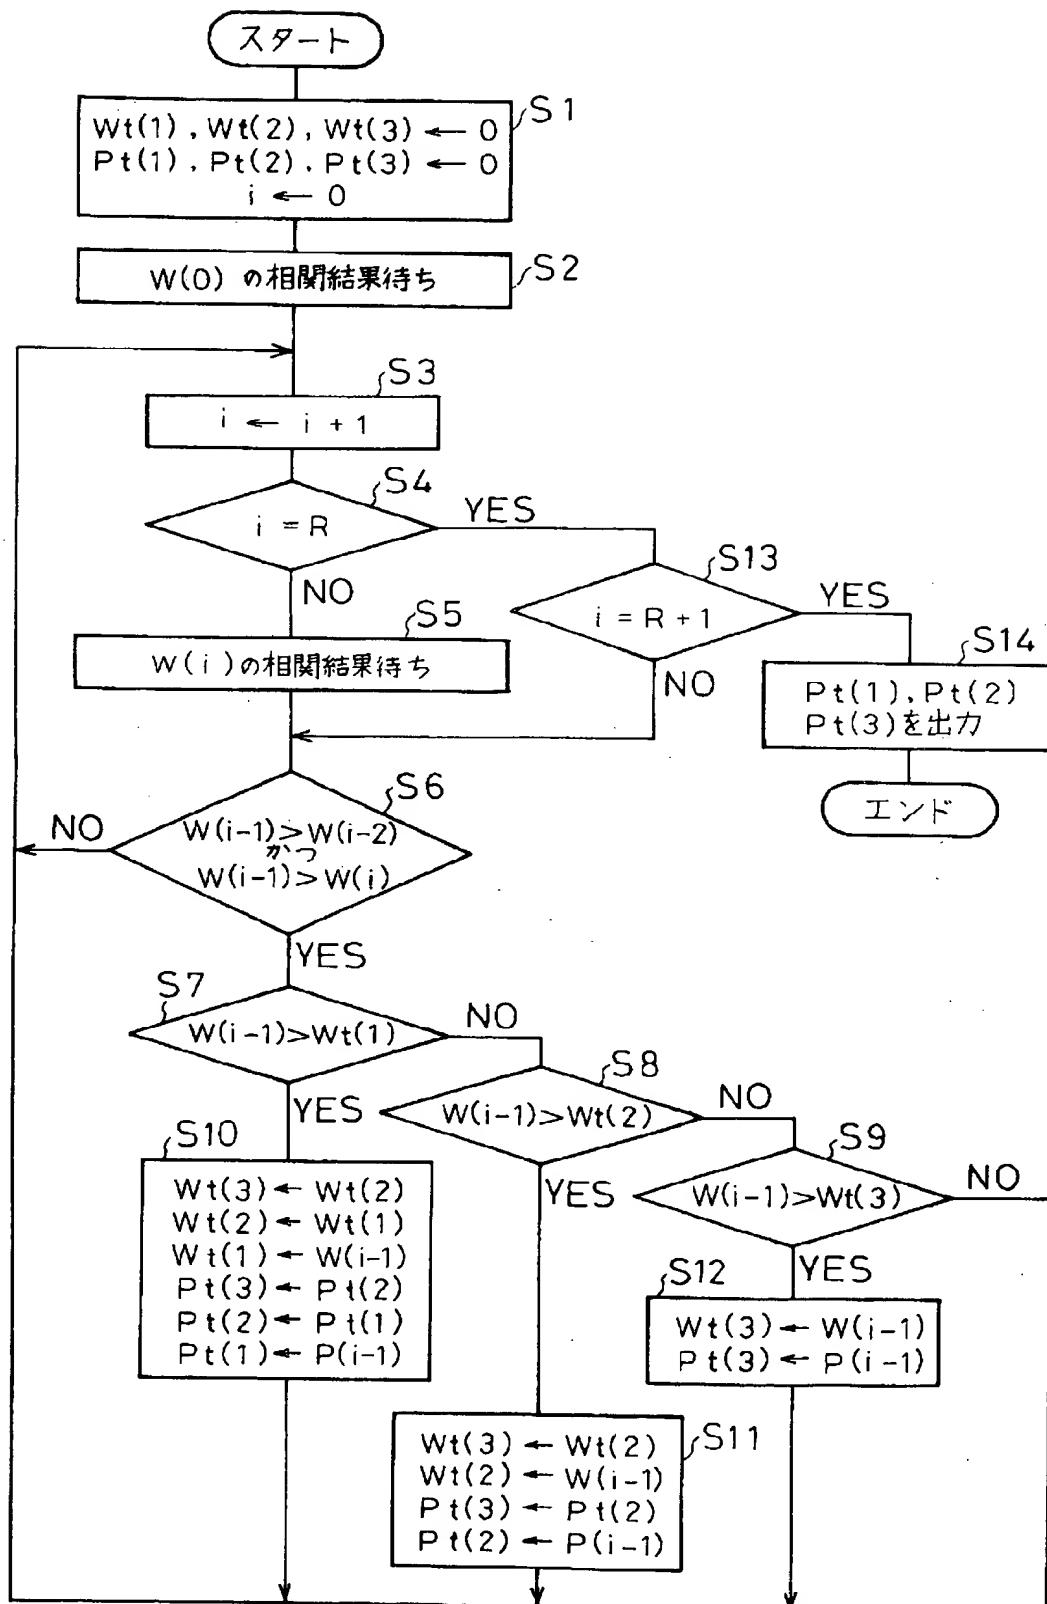 スタート
S1
Wt(1), Wt(2), Wt(3) ← 0
Pt(1), Pt(2), Pt(3) ← 0
i ← 0
W(0) の相関結果待ち
S2
S3
i ← i + 1
S4
i = R
YES
NO
S13
i = R + 1
YES
NO
S5
W(i)の相関結果待ち
S14
Pt(1), Pt(2)
Pt(3)を出力
エンド
S6
W(i-1)>W(i-2)
かつ
W(i-1)>W(i)
NO
YES
S7
W(i-1)>Wt(1)
NO
YES
S8
W(i-1)>Wt(2)
NO
YES
S9
W(i-1)>Wt(3)
NO
YES
S10
Wt(3)← Wt(2)
Wt(2)← Wt(1)
Wt(1)← W(i-1)
Pt(3)← Pt(2)
Pt(2)← Pt(1)
Pt(1)← P(i-1)
S12
Wt(3)← W(i-1)
Pt(3)← P(i-1)
S11
Wt(3)← Wt(2)
Wt(2)← W(i-1)
Pt(3)← Pt(2)
Pt(2)← P(i-1)